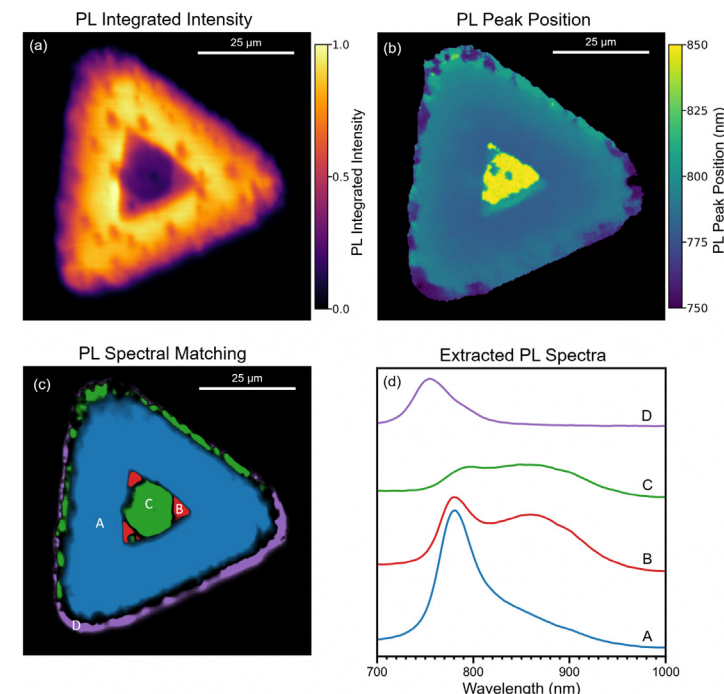 PL Integrated Intensity
(a)
25 µm
1.0
0.5
0.0
PL Integrated Intensity
PL Peak Position
(b)
25 µm
850
825
800
775
750
PL Peak Position (nm)
PL Spectral Matching
(c)
25 µm
A
B
C
D
Extracted PL Spectra
(d)
D
C
B
A
700
800
900
1000
Wavelength (nm)